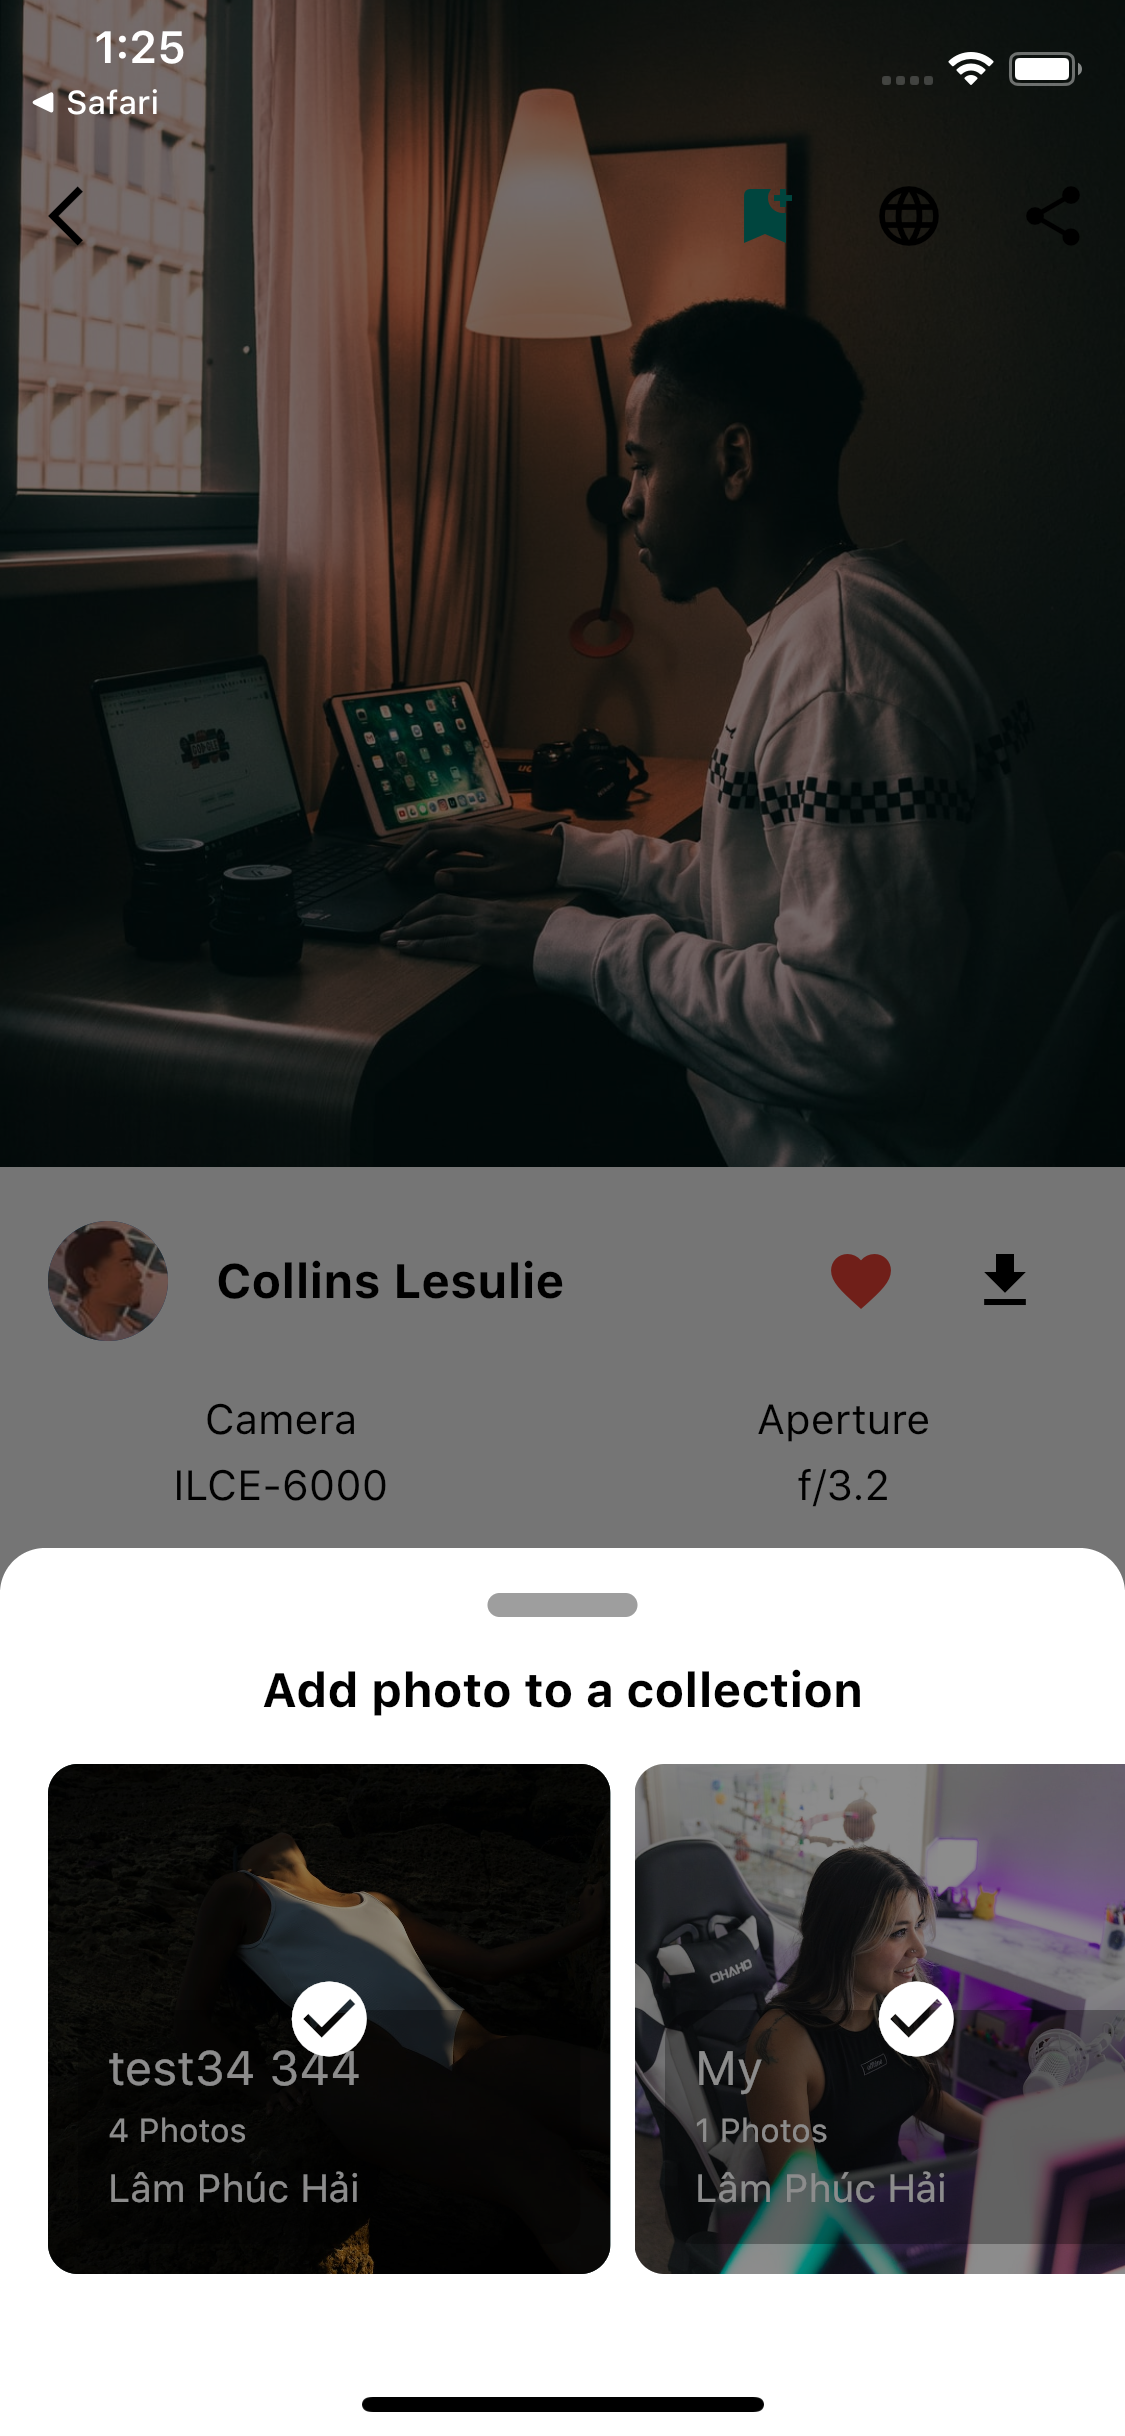 1:25
Safari
Collins Lesulie
Camera
Aperture
ILCE-6000
f/3.2
Add photo to a collection
OHAHO
test34 344
4 Photos
Lâm Phúc Hải
My
1 Photos
Lâm Phúc Hải